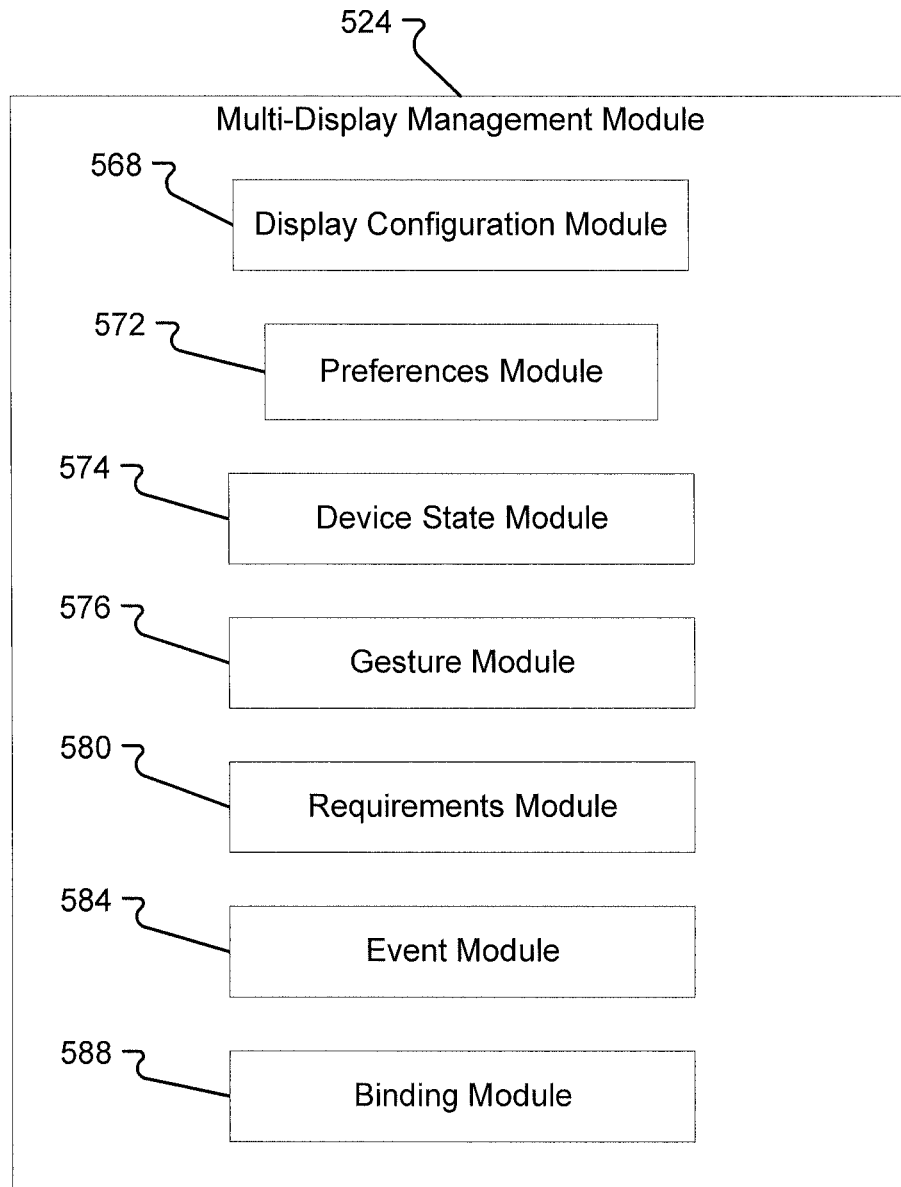 524
Multi-Display Management Module
568
Display Configuration Module
572
Preferences Module
574
Device State Module
576
Gesture Module
580
Requirements Module
584
Event Module
588
Binding Module